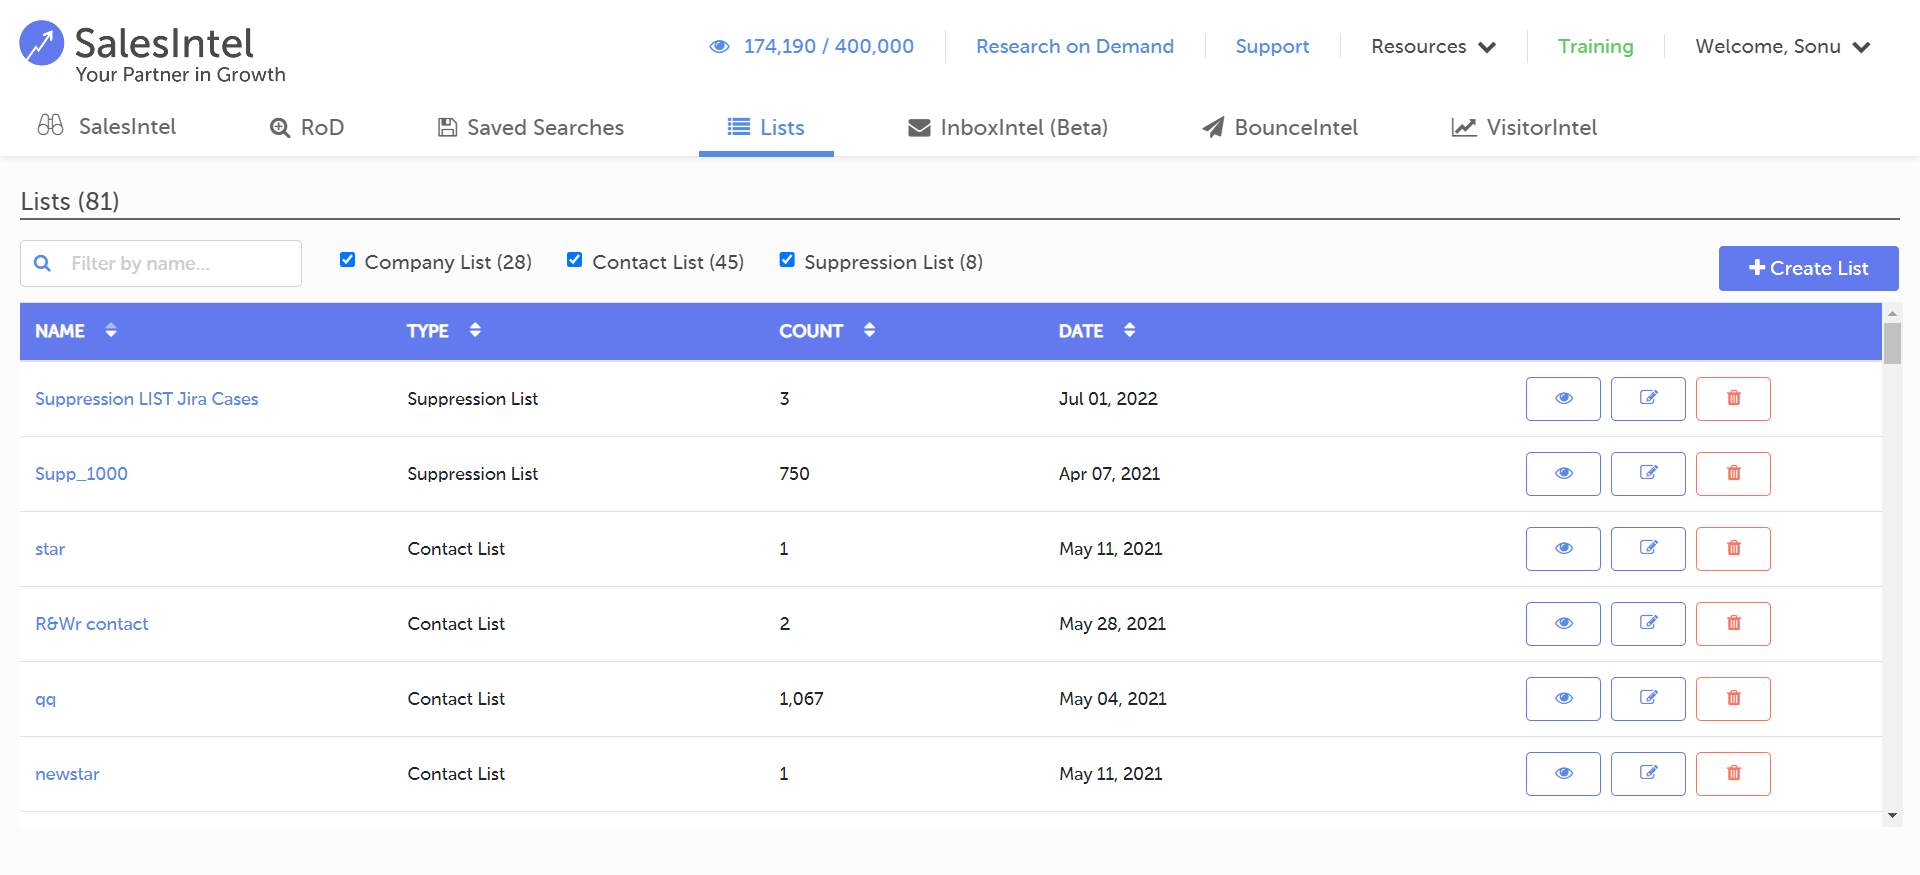 SalesIntel
Your Partner in Growth
174,190 / 400,000
Research on Demand
Support
Resources
Training
Welcome, Sonu
SalesIntel
RoD
Saved Searches
Lists
InboxIntel (Beta)
BounceIntel
VisitorIntel
Lists (81)
Filter by name...
Company List (28)
Contact List (45)
Suppression List (8)
Create List
NAME TYPE COUNT DATE
Suppression LIST Jira Cases Suppression List 3 Jul 01, 2022
Supp_1000 Suppression List 750 Apr 07, 2021
star Contact List 1 May 11, 2021
R&Wr contact Contact List 2 May 28, 2021
qq Contact List 1,067 May 04, 2021
newstar Contact List 1 May 11, 2021